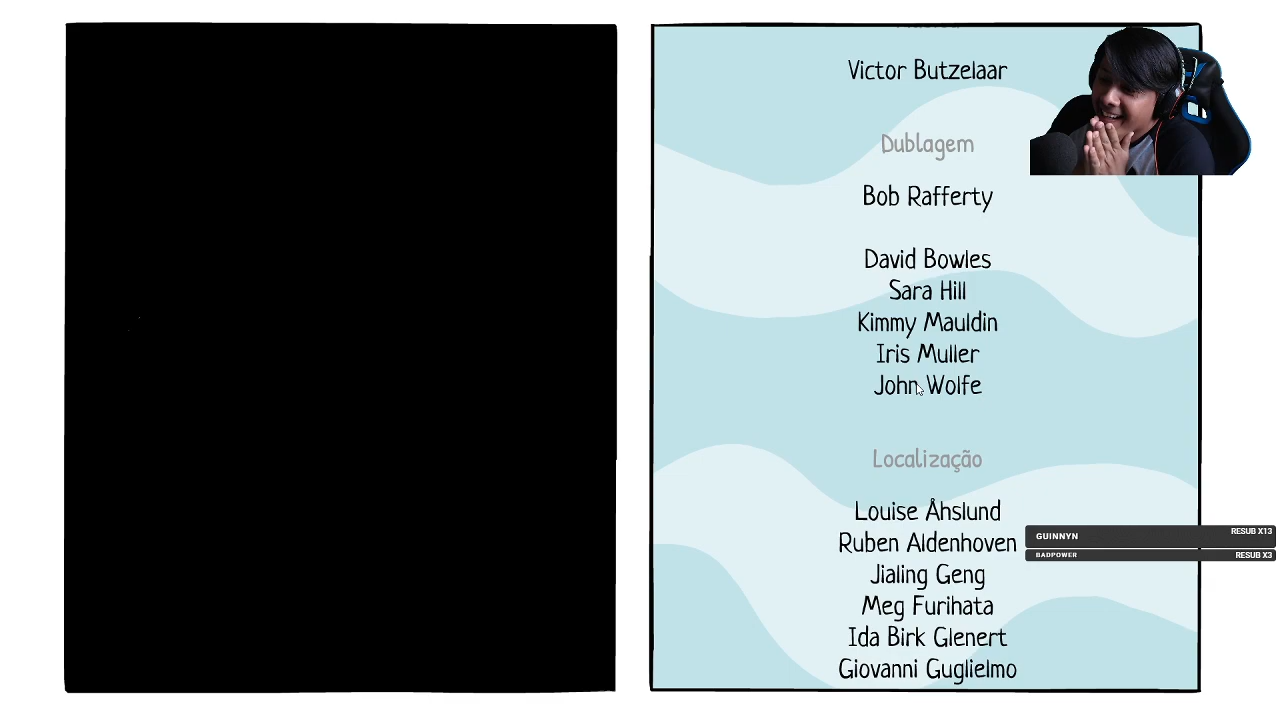 Victor Butzelaar
Dublagem
Bob Rafferty
David Bowles
Sara Hill
Kimmy Mauldin
Iris Muller
John Wolfe
Localização
Louise Åhslund
Ruben Aldenhoven
Jialing Geng
Meg Furihata
Ida Birk Glenert
Giovanni Guglielmo
GUINNYN RESUB X13
BADPOWER RESUB X3